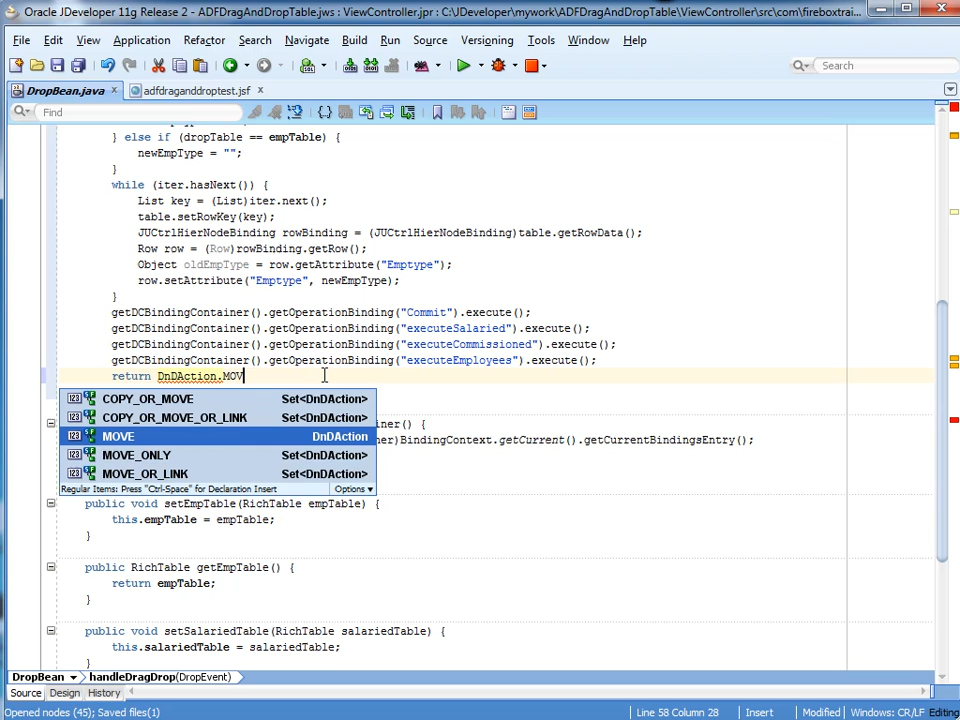 Oracle JDeveloper 11g Release 2 - ADFDragAndDropTable.jws : ViewController.jpr : C:\JDeveloper\mywork\ADFDragAndDropTable\ViewController\src\com\fireboxtrai...
File Edit View Application Refactor Search Navigate Build Run Source Versioning Tools Window Help
Search
DropBean.java adfdraganddroptest.jsf
Find
} else if (dropTable == empTable) {
newEmpType = "";
}
while (iter.hasNext()) {
List key = (List)iter.next();
table.setRowKey(key);
JUCtrlHierNodeBinding rowBinding = (JUCtrlHierNodeBinding)table.getRowData();
Row row = (Row)rowBinding.getRow();
Object oldEmpType = row.getAttribute("Emptype");
row.setAttribute("Emptype", newEmpType);
}
getDCBindingContainer().getOperationBinding("Commit").execute();
getDCBindingContainer().getOperationBinding("executeSalaried").execute();
getDCBindingContainer().getOperationBinding("executeCommissioned").execute();
getDCBindingContainer().getOperationBinding("executeEmployees").execute();
return DnDAction.MOV
COPY_OR_MOVE Set<DnDAction>
COPY_OR_MOVE_OR_LINK Set<DnDAction>
MOVE DnDAction
MOVE_ONLY Set<DnDAction>
MOVE_OR_LINK Set<DnDAction>
Regular Items: Press "Ctrl-Space" for Declaration Insert Options
iner() {
er)BindingContext.getCurrent().getCurrentBindingsEntry();
public void setEmpTable(RichTable empTable) {
this.empTable = empTable;
}
public RichTable getEmpTable() {
return empTable;
}
public void setSalariedTable(RichTable salariedTable) {
this.salariedTable = salariedTable;
}
DropBean handleDragDrop(DropEvent)
Source Design History
Opened nodes (45); Saved files(1) Line 58 Column 28 Insert Modified Windows: CR/LF Editing